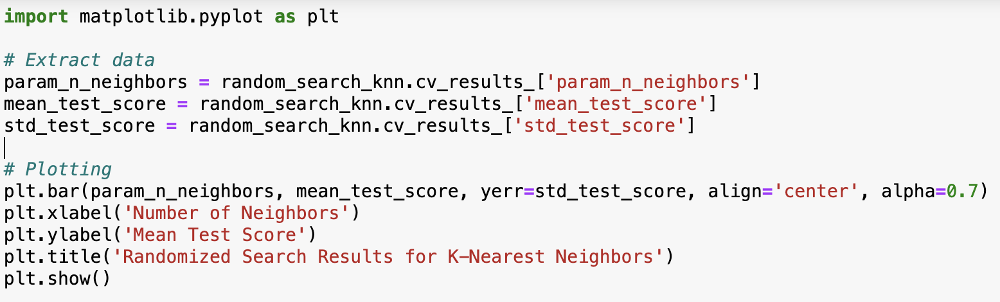 import matplotlib.pyplot as plt
# Extract data
param_n_neighbors = random_search_knn.cv_results_['param_n_neighbors']
mean_test_score = random_search_knn.cv_results_['mean_test_score']
std_test_score = random_search_knn.cv_results_['std_test_score']
# Plotting
plt.bar(param_n_neighbors, mean_test_score, yerr=std_test_score, align='center', alpha=0.7)
plt.xlabel('Number of Neighbors')
plt.ylabel('Mean Test Score')
plt.title('Randomized Search Results for K–Nearest Neighbors')
plt.show()